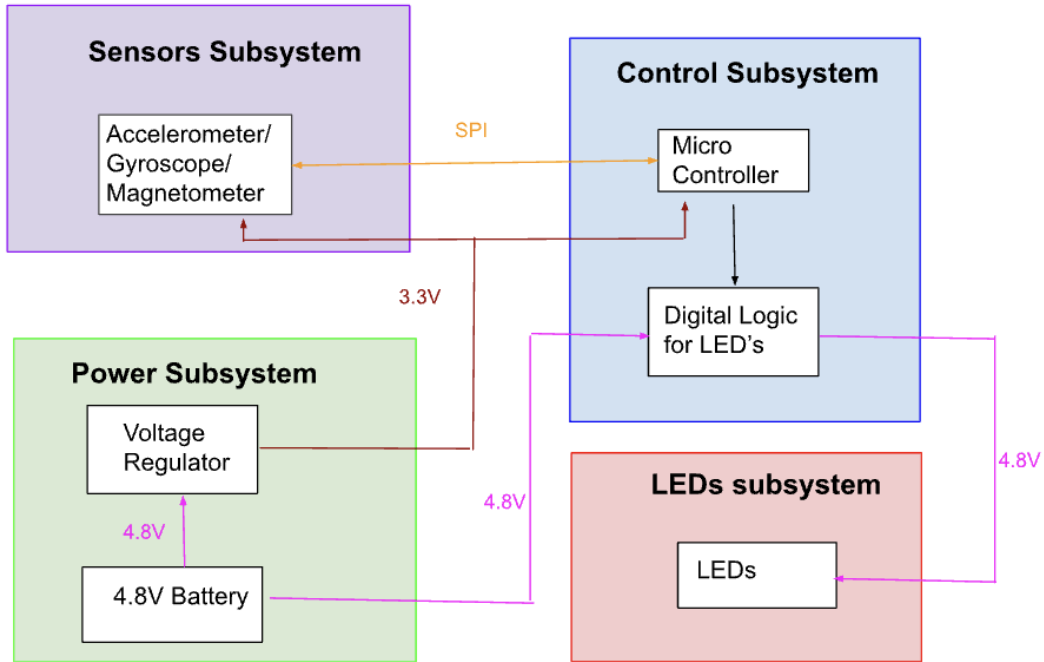 Sensors Subsystem
Accelerometer/
Gyroscope/
Magnetometer
SPI
Control Subsystem
Micro
Controller
3.3V
Digital Logic
for LED's
Power Subsystem
Voltage
Regulator
4.8V
4.8V Battery
4.8V
4.8V
LEDs subsystem
LEDs